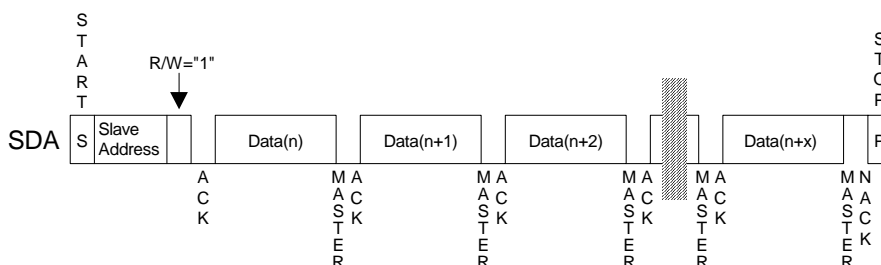 START
STOP
R/W="1"
SDA
S
Slave Address
Data(n)
Data(n+1)
Data(n+2)
Data(n+x)
P
ACK
MASTER ACK
MASTER ACK
MASTER ACK
MASTER ACK
MASTER NACK